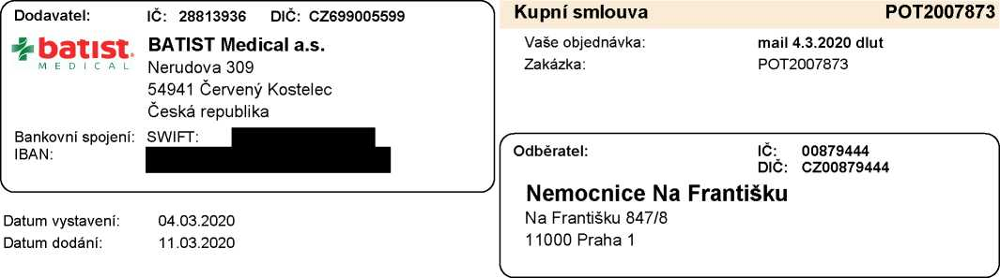 Dodavatel: IČ: 28813936 DIČ: CZ699005599
batist.
MEDICAL
BATIST Medical a.s.
Nerudova 309
54941 Červený Kostelec
Česká republika
Bankovní spojení: SWIFT:
IBAN:
Datum vystavení: 04.03.2020
Datum dodání: 11.03.2020
Kupní smlouva POT2007873
Vaše objednávka: mail 4.3.2020 dlut
Zakázka: POT2007873
Odběratel: IČ: 00879444
DIČ: CZ00879444
Nemocnice Na Františku
Na Františku 847/8
11000 Praha 1